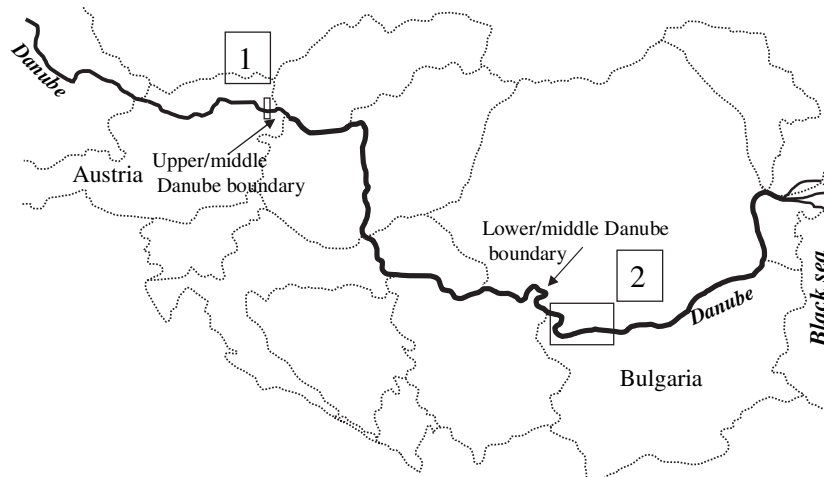 1
Danube
Upper/middle
Danube boundary
Austria
Lower/middle Danube
boundary
2
Danube
Black sea
Bulgaria